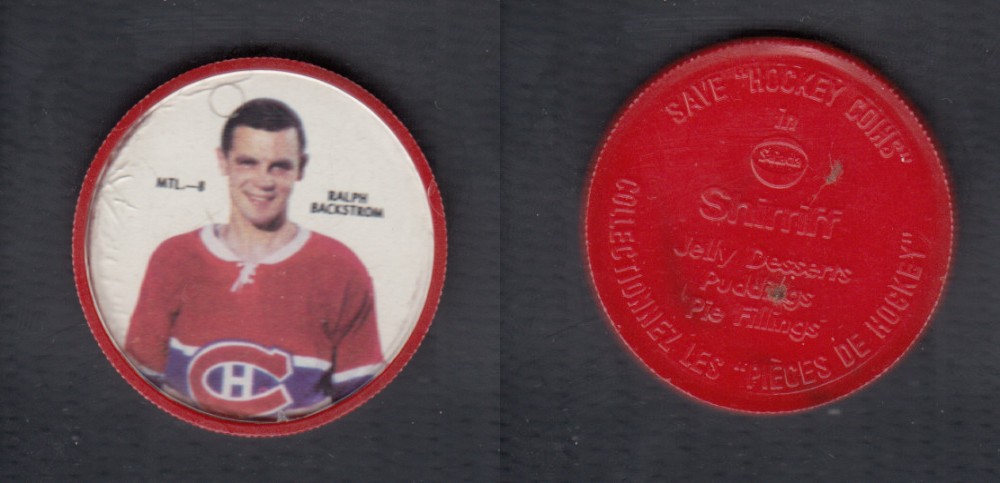 MTL.—8
RALPH
BACKSTROM
CH
SAVE "HOCKEY COINS"
in
Salada
Shirriff
Jelly Desserts
Puddings
Pie Fillings
COLLECTIONNEZ LES "PIÈCES DE HOCKEY"